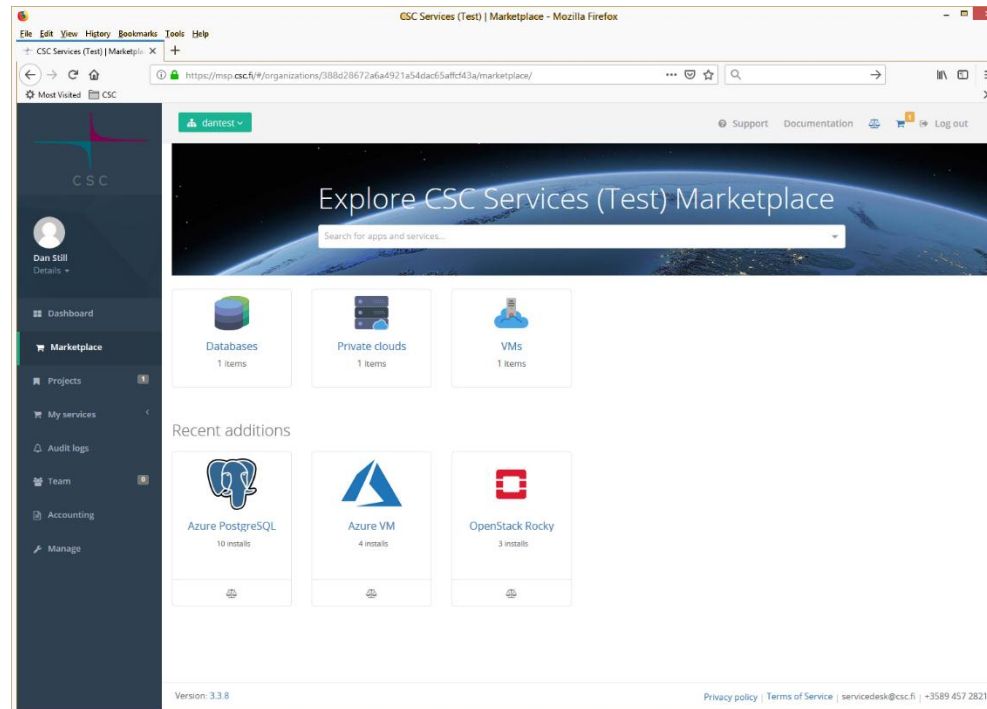 CSC Services (Test) | Marketplace - Mozilla Firefox
File Edit View History Bookmarks Tools Help
CSC Services (Test) | Marketpla
https://msp.csc.fi/#/organizations/388d28672a6a4921a54dac65affcf43a/marketplace/
Most Visited CSC
dantest
Support Documentation 1 Log out
CSC
Explore CSC Services (Test) Marketplace
Search for apps and services...
Dan Still
Details
Dashboard
Marketplace
Projects 1
My services
Audit logs
Team 0
Accounting
Manage
Databases Private clouds VMs
1 items 1 items 1 items
Recent additions
Azure PostgreSQL Azure VM OpenStack Rocky
10 installs 4 installs 3 installs
Version: 3.3.8
Privacy policy | Terms of Service | servicedesk@csc.fi | +3589 457 2821